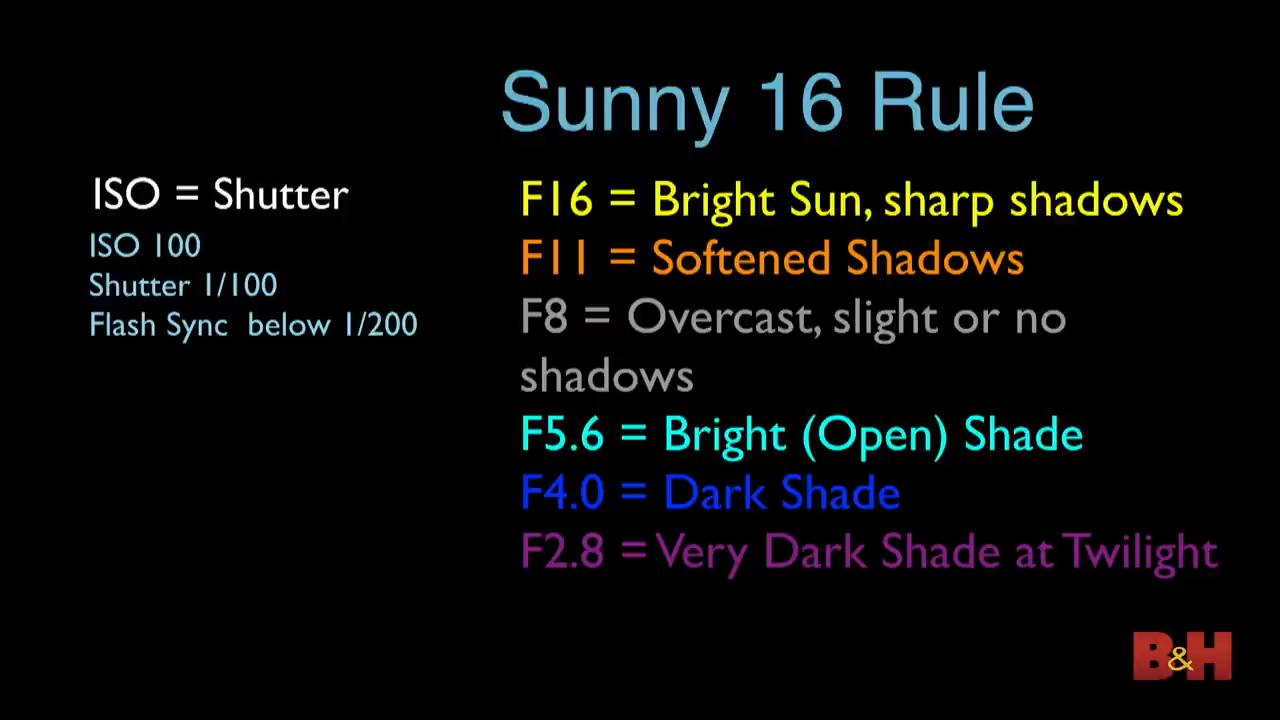 Sunny 16 Rule
ISO = Shutter
ISO 100
Shutter 1/100
Flash Sync below 1/200
F16 = Bright Sun, sharp shadows
F11 = Softened Shadows
F8 = Overcast, slight or no
shadows
F5.6 = Bright (Open) Shade
F4.0 = Dark Shade
F2.8 = Very Dark Shade at Twilight
B&H